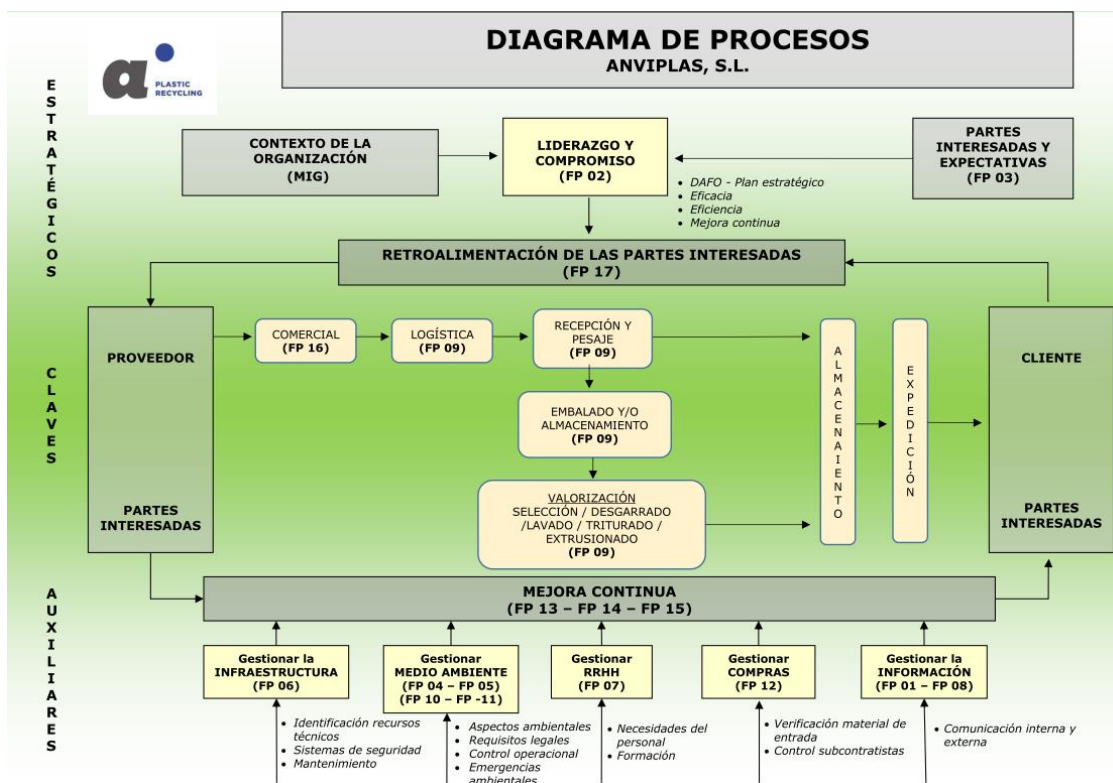 DIAGRAMA DE PROCESOS
ANVIPLAS, S.L.
a
PLASTIC
RECYCLING
ESTRATÉGICOS
CONTEXTO DE LA
ORGANIZACIÓN
(MIG)
LIDERAZGO Y
COMPROMISO
(FP 02)
PARTES
INTERESADAS Y
EXPECTATIVAS
(FP 03)
• DAFO - Plan estratégico
• Eficacia
• Eficiencia
• Mejora continua
RETROALIMENTACIÓN DE LAS PARTES INTERESADAS
(FP 17)
CLAVES
PROVEEDOR
PARTES
INTERESADAS
COMERCIAL
(FP 16)
LOGÍSTICA
(FP 09)
RECEPCIÓN Y
PESAJE
(FP 09)
EMBALADO Y/O
ALMACENAMIENTO
(FP 09)
VALORIZACIÓN
SELECCIÓN / DESGARRADO
/LAVADO / TRITURADO /
EXTRUSIONADO
(FP 09)
ALMACENAIENTO
EXPEDICIÓN
CLIENTE
PARTES
INTERESADAS
AUXILIARES
MEJORA CONTINUA
(FP 13 – FP 14 – FP 15)
Gestionar la
INFRAESTRUCTURA
(FP 06)
Gestionar
MEDIO AMBIENTE
(FP 04 – FP 05)
(FP 10 – FP -11)
Gestionar
RRHH
(FP 07)
Gestionar
COMPRAS
(FP 12)
Gestionar la
INFORMACIÓN
(FP 01 – FP 08)
• Identificación recursos
técnicos
• Sistemas de seguridad
• Mantenimiento
• Aspectos ambientales
• Requisitos legales
• Control operacional
• Emergencias
ambientales
• Necesidades del
personal
• Formación
• Verificación material de
entrada
• Control subcontratistas
• Comunicación interna y
externa